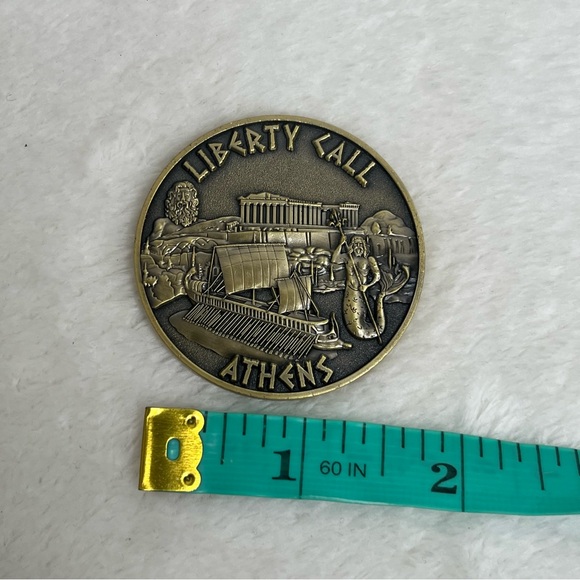 LIBERTY CALL
ATHENS
1 60 IN 2